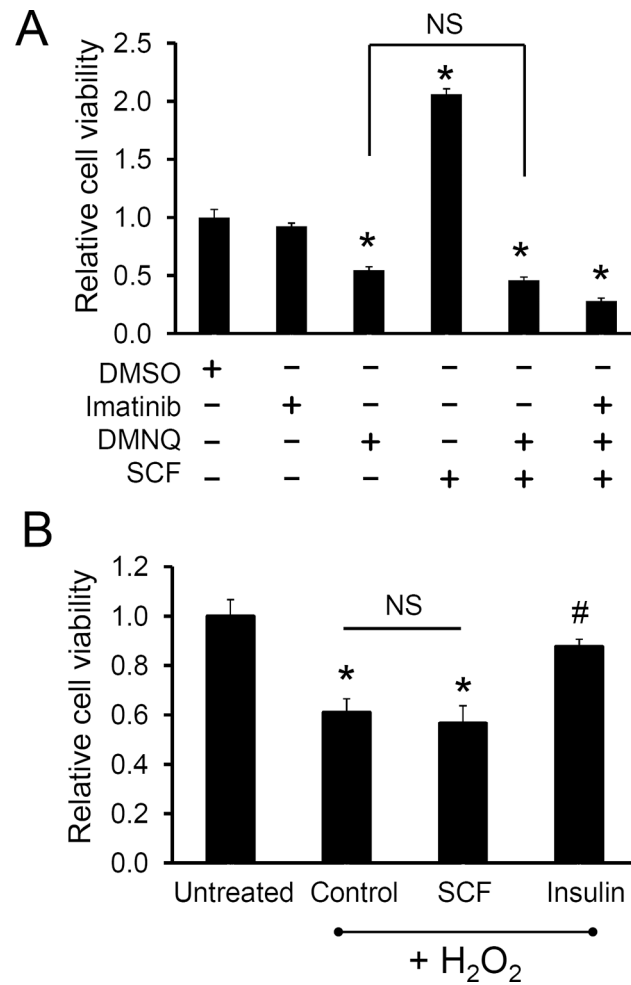 A
NS
Relative cell viability
2.5
2.0
1.5
1.0
0.5
0.0
*
*
*
*
DMSO + – – – – –
Imatinib – + – – – +
DMNQ – – + – + +
SCF – – – + + +
B
Relative cell viability
1.2
1.0
0.8
0.6
0.4
0.2
0.0
NS
* * #
Untreated Control SCF Insulin
+ H₂O₂